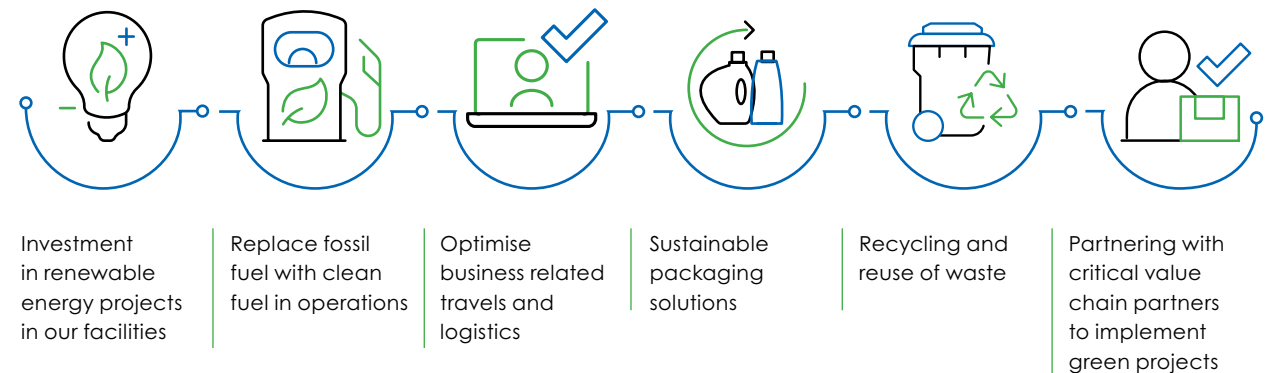 Investment
in renewable
energy projects
in our facilities
Replace fossil
fuel with clean
fuel in operations
Optimise
business related
travels and
logistics
Sustainable
packaging
solutions
Recycling and
reuse of waste
Partnering with
critical value
chain partners
to implement
green projects